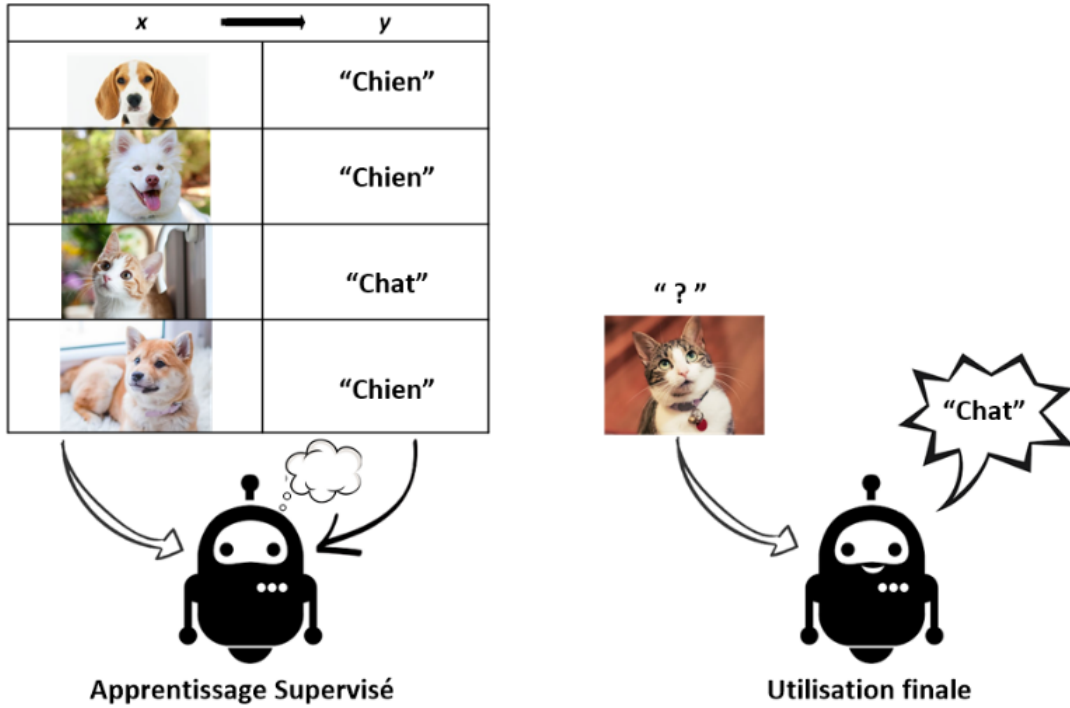 x y
“Chien”
“Chien”
“Chat”
“Chien”
“ ? ”
“Chat”
Apprentissage Supervisé
Utilisation finale